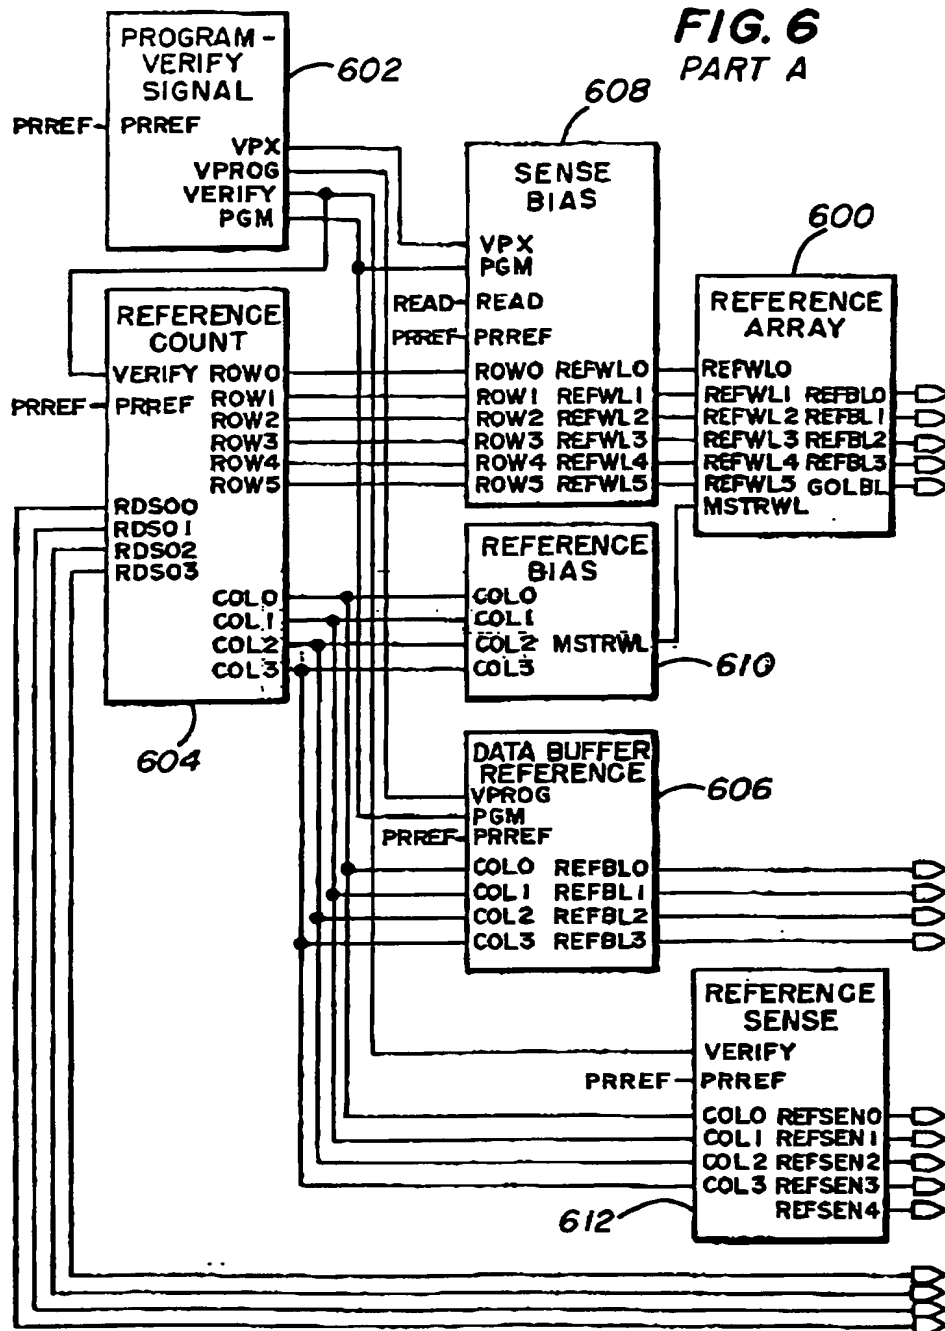 FIG. 6
PART A
PROGRAM-
VERIFY
SIGNAL
602
PRREF PRREF
VPX
VPROG
VERIFY
PGM
608
SENSE
BIAS
VPX
PGM
READ READ
PRREF PRREF
ROW0 REFWL0
ROW1 REFWL1
ROW2 REFWL2
ROW3 REFWL3
ROW4 REFWL4
ROW5 REFWL5
600
REFERENCE
ARRAY
REFWL0
REFWL1 REFBL0
REFWL2 REFBL1
REFWL3 REFBL2
REFWL4 REFBL3
REFWL5 GOLBL
MSTRWL
REFERENCE
COUNT
VERIFY ROW0
PRREF PRREF ROW1
ROW2
ROW3
ROW4
ROW5
RDS00
RDS01
RDS02
RDS03
COL0
COL1
COL2
COL3
604
REFERENCE
BIAS
COL0
COL1
COL2 MSTRWL
COL3
610
DATA BUFFER
REFERENCE
VPROG
PGM
PRREF PRREF
COL0 REFBL0
COL1 REFBL1
COL2 REFBL2
COL3 REFBL3
606
REFERENCE
SENSE
VERIFY
PRREF PRREF
COL0 REFSEN0
COL1 REFSEN1
COL2 REFSEN2
COL3 REFSEN3
REFSEN4
612